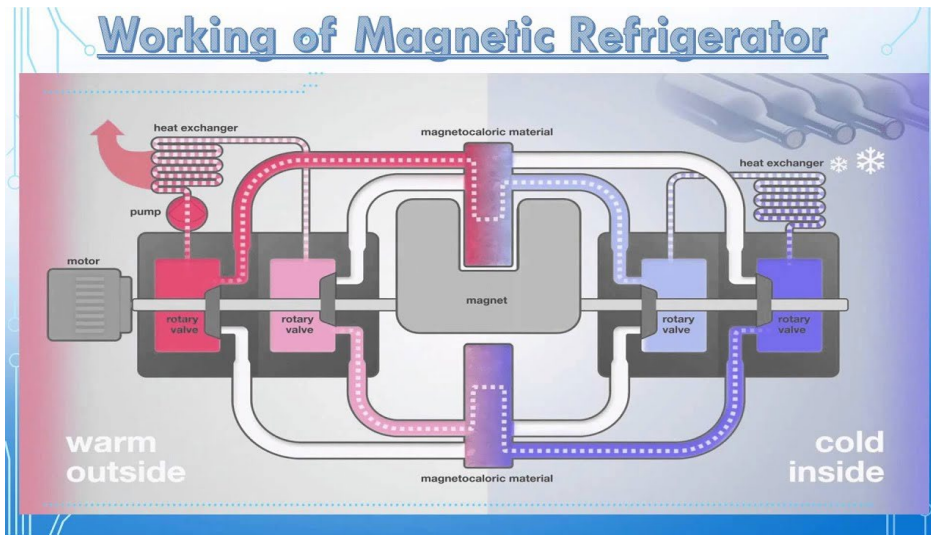 Working of Magnetic Refrigerator
heat exchanger
magnetocaloric material
heat exchanger
pump
motor
magnet
rotary
valve
rotary
valve
rotary
valve
rotary
valve
warm
outside
cold
inside
magnetocaloric material